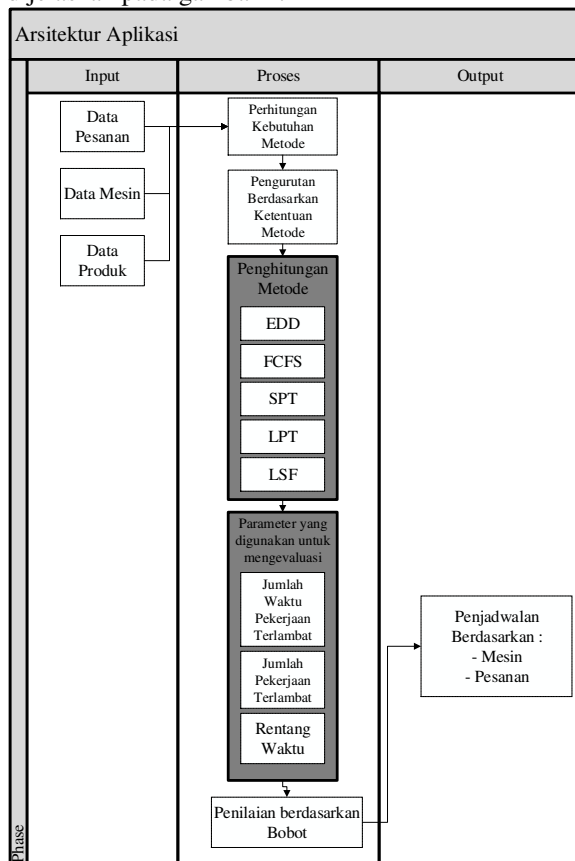 Arsitektur Aplikasi
Input
Proses
Output
Data
Pesanan
Data Mesin
Data
Produk
Perhitungan
Kebutuhan
Metode
Pengurutan
Berdasarkan
Ketentuan
Metode
Penghitungan
Metode
EDD
FCFS
SPT
LPT
LSF
Parameter yang
digunakan untuk
mengevaluasi
Jumlah
Waktu
Pekerjaan
Terlambat
Jumlah
Pekerjaan
Terlambat
Rentang
Waktu
Penilaian berdasarkan
Bobot
Penjadwalan
Berdasarkan :
- Mesin
- Pesanan
Phase